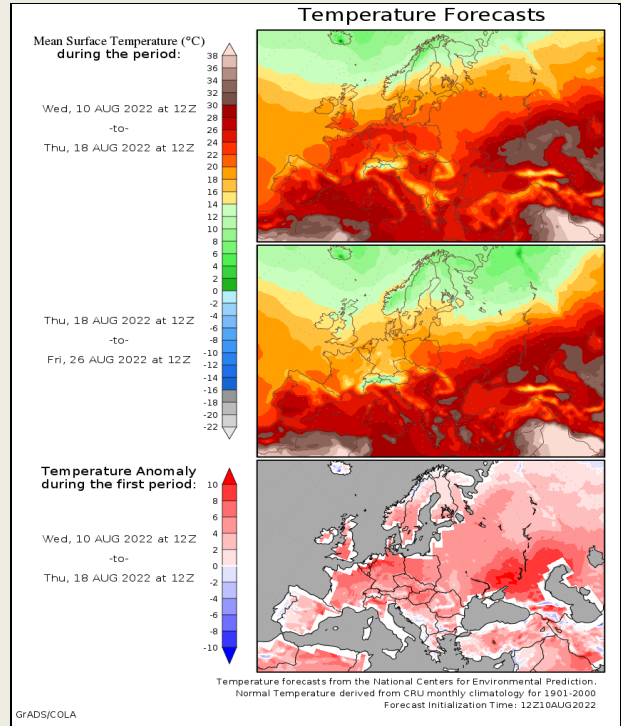 Temperature Forecasts
Mean Surface Temperature (°C)
during the period:
Wed, 10 AUG 2022 at 12Z
-to-
Thu, 18 AUG 2022 at 12Z
38
36
34
32
30
28
26
24
22
20
18
16
14
12
10
8
6
4
2
0
-2
-4
-6
-8
-10
-12
-14
-16
-18
-20
-22
Thu, 18 AUG 2022 at 12Z
-to-
Fri, 26 AUG 2022 at 12Z
Temperature Anomaly
during the first period:
Wed, 10 AUG 2022 at 12Z
-to-
Thu, 18 AUG 2022 at 12Z
10
8
6
4
2
0
-2
-4
-6
-8
-10
Temperature forecasts from the National Centers for Environmental Prediction.
Normal Temperature derived from CRU monthly climatology for 1901-2000
Forecast Initialization Time: 12Z10AUG2022
GrADS/COLA